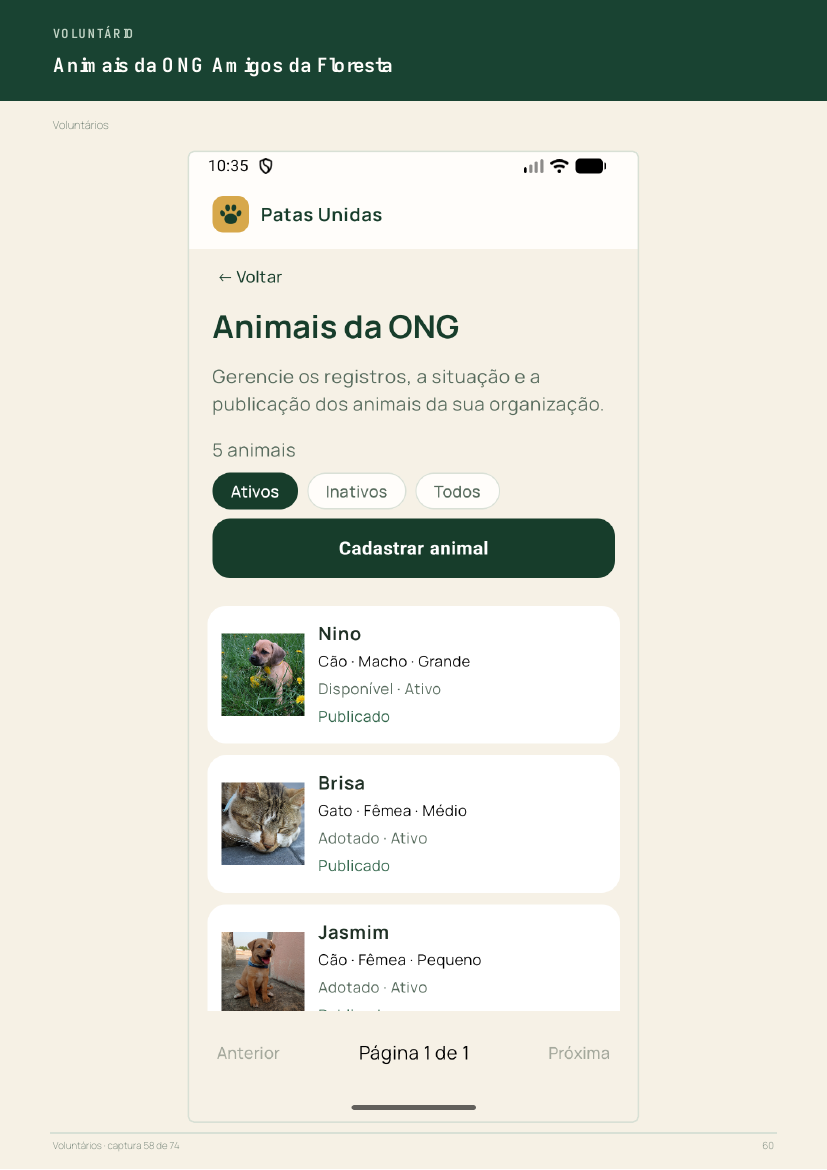 VOLUNTÁRIO
Animais da ONG Amigos da Floresta
Voluntários
10:35
Patas Unidas
← Voltar
Animais da ONG
Gerencie os registros, a situação e a
publicação dos animais da sua organização.
5 animais
Ativos Inativos Todos
Cadastrar animal
Nino
Cão · Macho · Grande
Disponível · Ativo
Publicado
Brisa
Gato · Fêmea · Médio
Adotado · Ativo
Publicado
Jasmim
Cão · Fêmea · Pequeno
Adotado · Ativo
Anterior Página 1 de 1 Próxima
Voluntários · captura 58 de 74 60